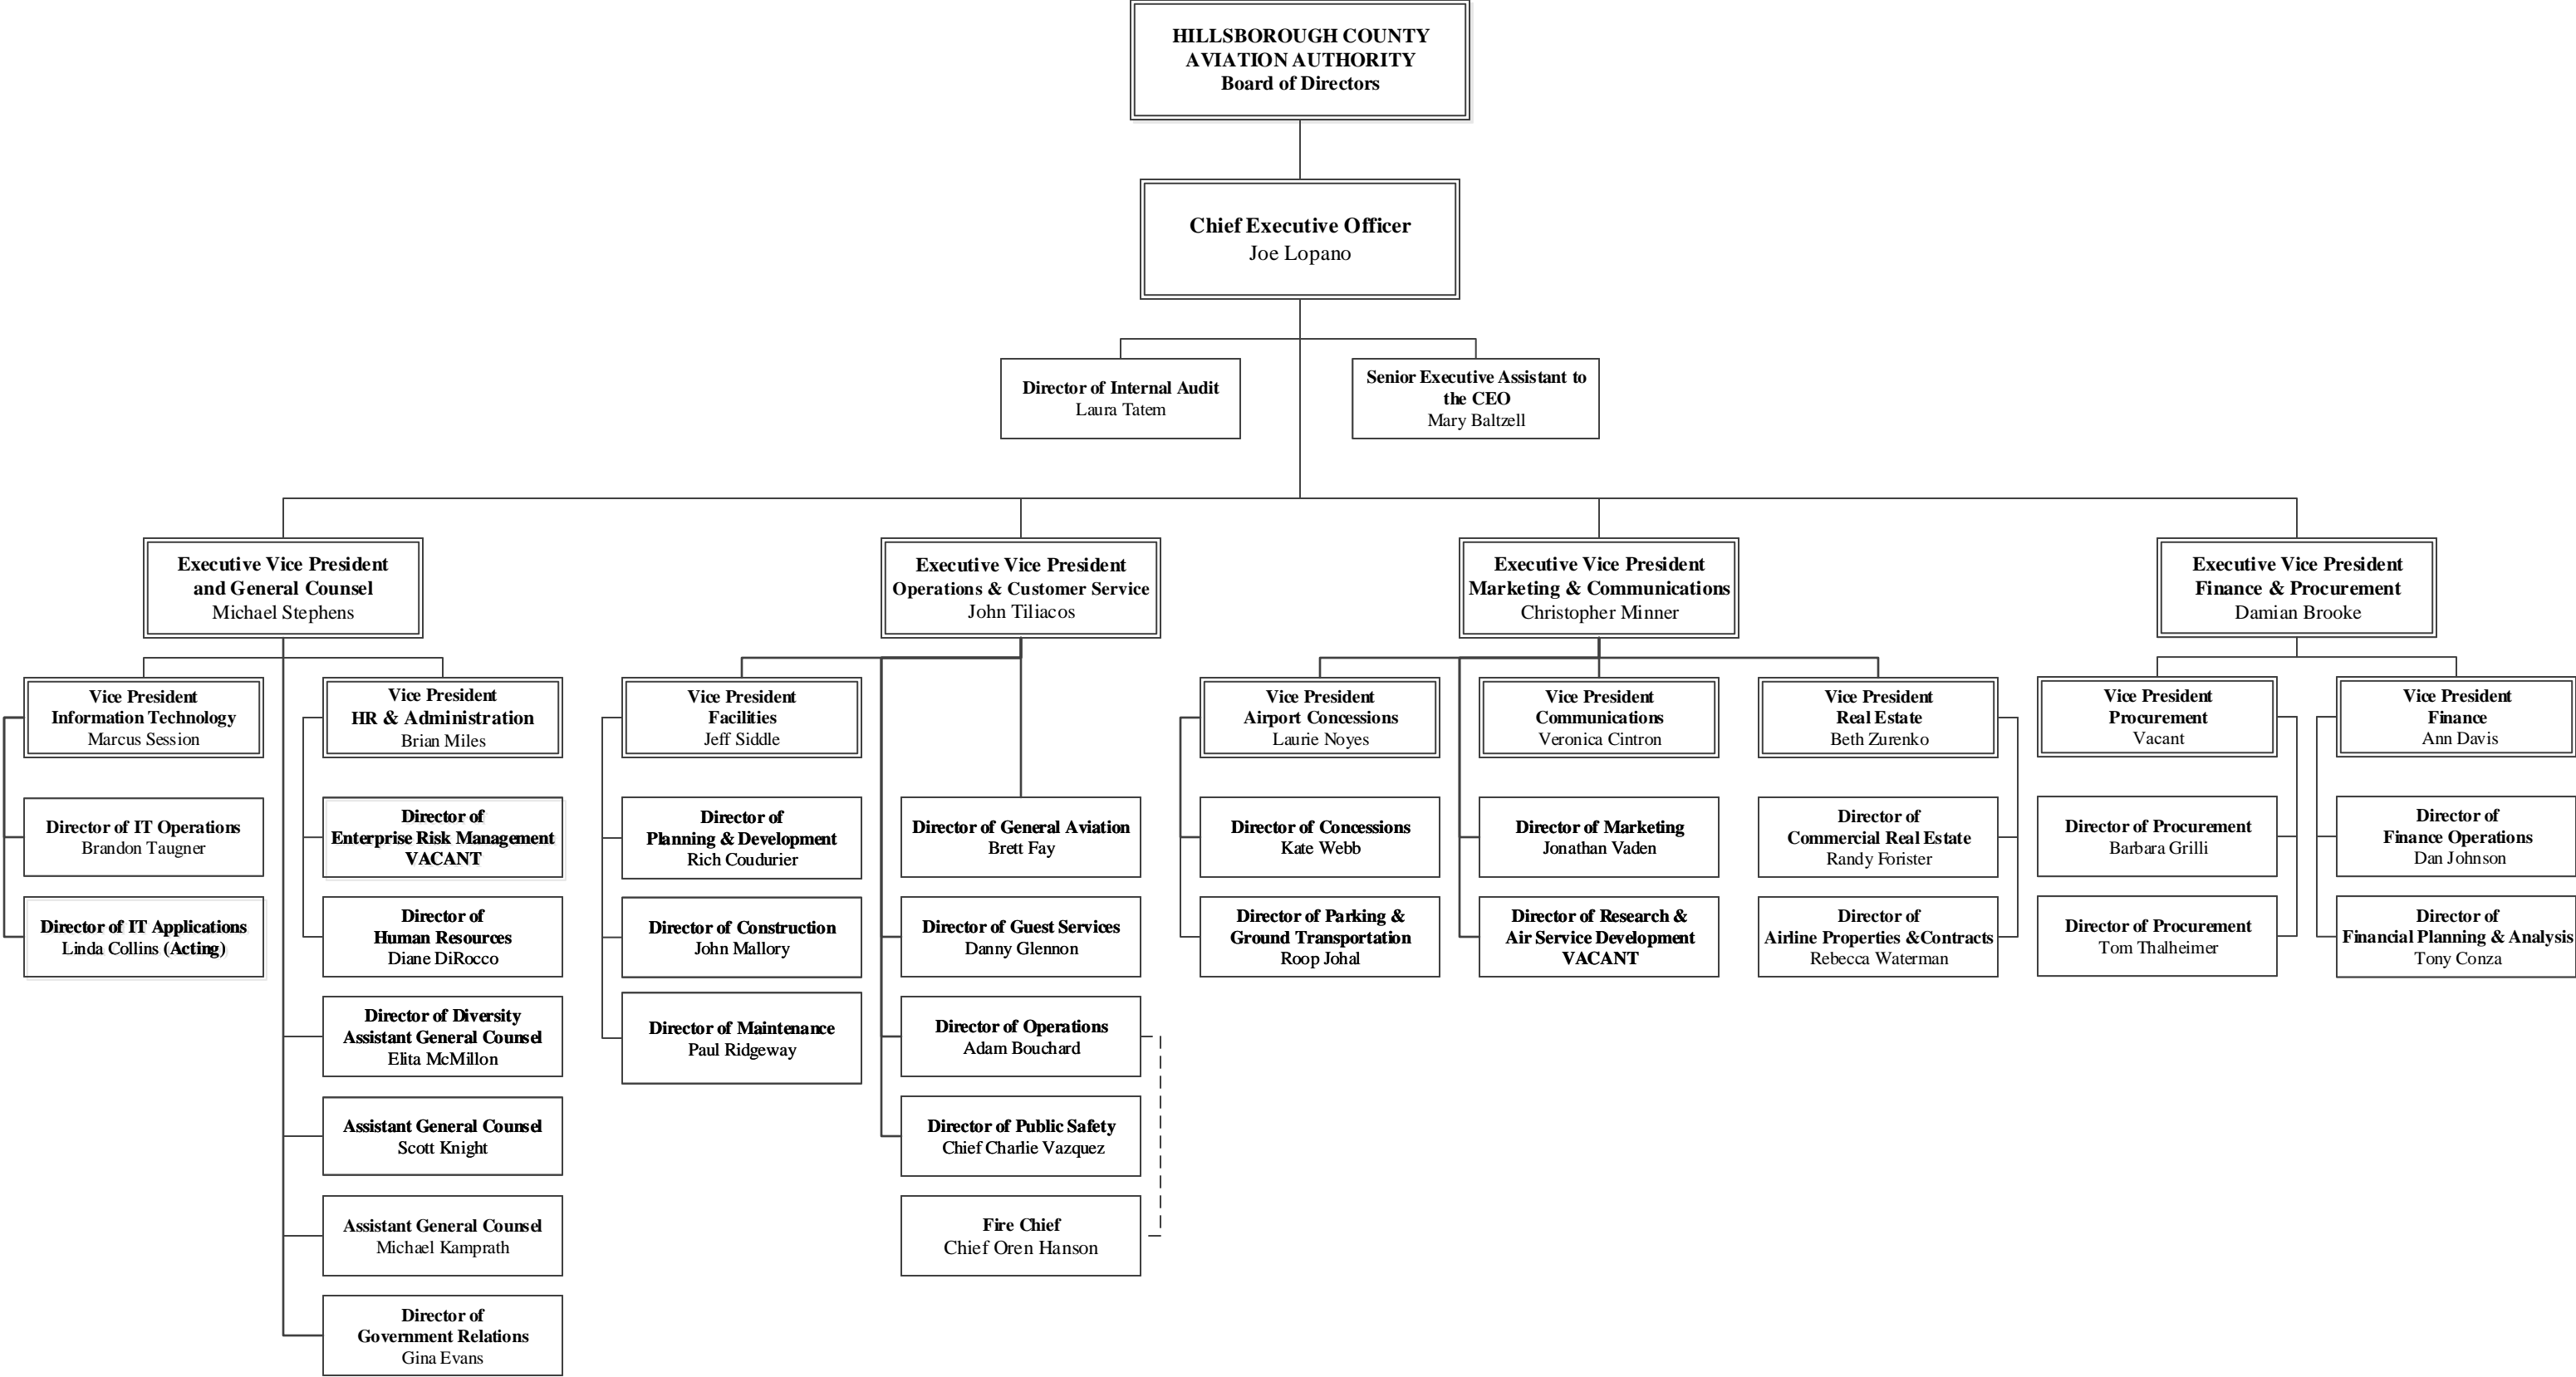 HILLSBOROUGH COUNTY
AVIATION AUTHORITY
Board of Directors
Chief Executive Officer
Joe Lopano
Director of Internal Audit
Laura Tatem
Senior Executive Assistant to
the CEO
Mary Baltzell
Executive Vice President
and General Counsel
Michael Stephens
Executive Vice President
Operations & Customer Service
John Tiliacos
Executive Vice President
Marketing & Communications
Christopher Minner
Executive Vice President
Finance & Procurement
Damian Brooke
Vice President
Information Technology
Marcus Session
Vice President
HR & Administration
Brian Miles
Vice President
Facilities
Jeff Siddle
Vice President
Airport Concessions
Laurie Noyes
Vice President
Communications
Veronica Cintron
Vice President
Real Estate
Beth Zurenko
Vice President
Procurement
Vacant
Vice President
Finance
Ann Davis
Director of IT Operations
Brandon Taugner
Director of
Enterprise Risk Management
VACANT
Director of
Planning & Development
Rich Coudurier
Director of General Aviation
Brett Fay
Director of Concessions
Kate Webb
Director of Marketing
Jonathan Vaden
Director of
Commercial Real Estate
Randy Forister
Director of Procurement
Barbara Grilli
Director of
Finance Operations
Dan Johnson
Director of IT Applications
Linda Collins (Acting)
Director of
Human Resources
Diane DiRocco
Director of Construction
John Mallory
Director of Guest Services
Danny Glennon
Director of Parking &
Ground Transportation
Roop Johal
Director of Research &
Air Service Development
VACANT
Director of
Airline Properties &Contracts
Rebecca Waterman
Director of Procurement
Tom Thalheimer
Director of
Financial Planning & Analysis
Tony Conza
Director of Diversity
Assistant General Counsel
Elita McMillon
Director of Maintenance
Paul Ridgeway
Director of Operations
Adam Bouchard
Assistant General Counsel
Scott Knight
Director of Public Safety
Chief Charlie Vazquez
Assistant General Counsel
Michael Kamprath
Fire Chief
Chief Oren Hanson
Director of
Government Relations
Gina Evans